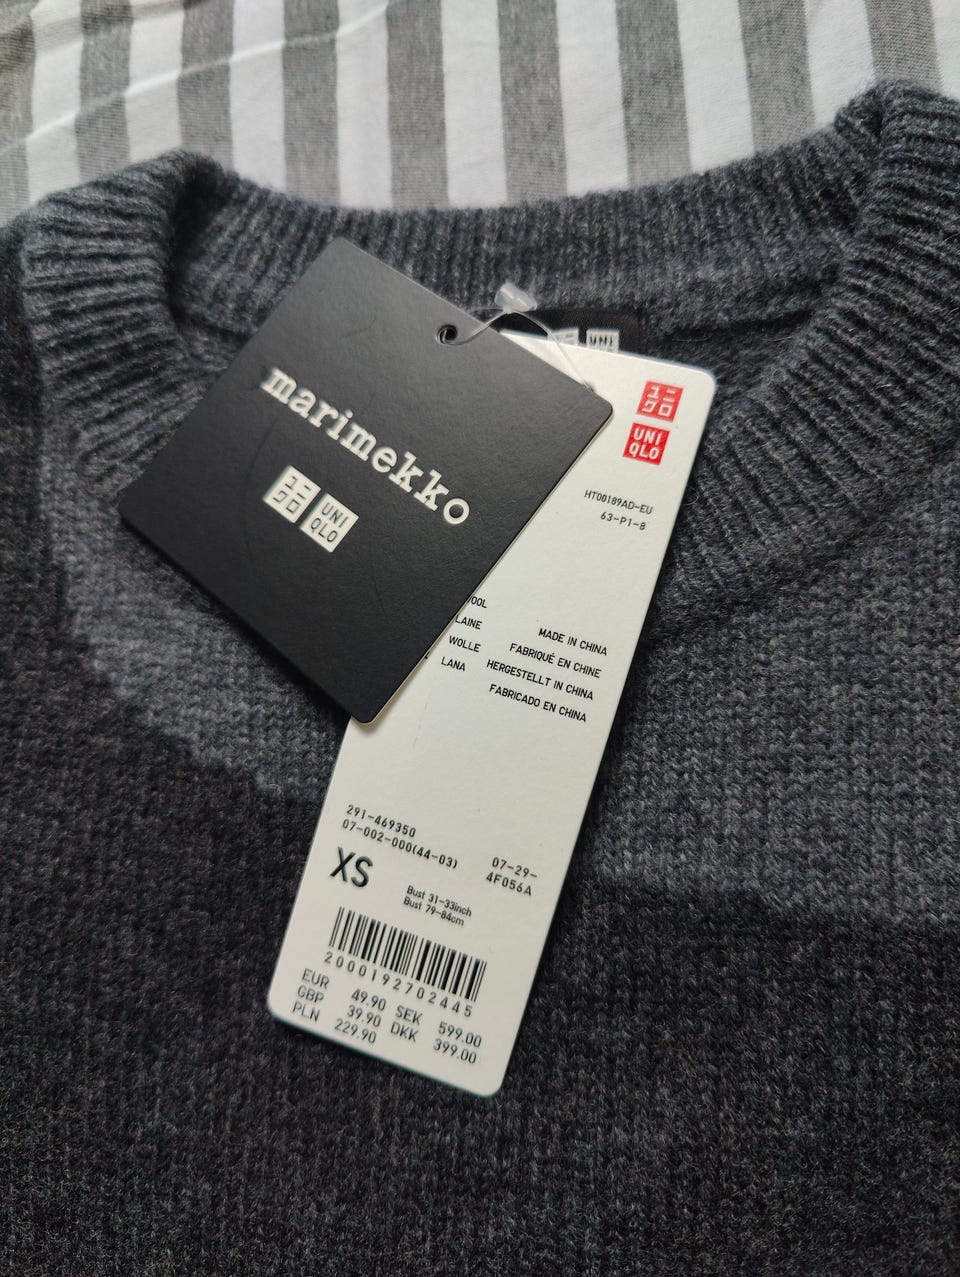 marimekko
ユニ
クロ
UNI
QLO
UNI
ユニ
クロ
UNI
QLO
HT00189AD-EU
63-P1-8
LAINE
WOLLE
LANA
MADE IN CHINA
FABRIQUÉ EN CHINE
HERGESTELLT IN CHINA
FABRICADO EN CHINA
291-469350
07-002-000(44-03)
07-29-
4F056A
XS
Bust 31-33inch
Bust 79-84cm
2000192702445
EUR 49.90 SEK 599.00
GBP 39.90 DKK 399.00
PLN 229.90